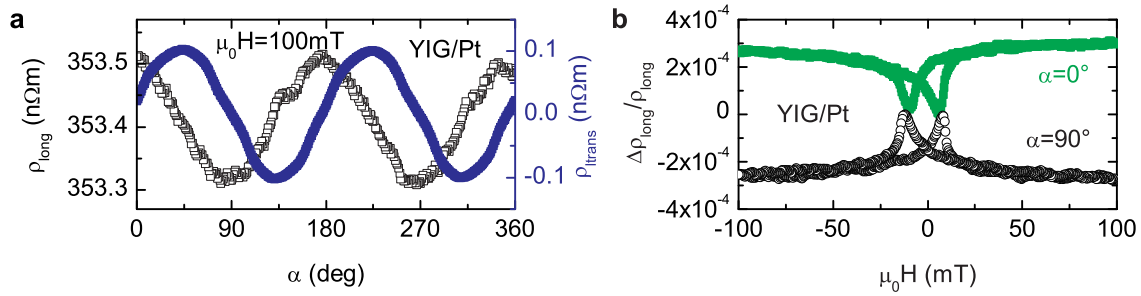 a
μ0H=100mT
YIG/Pt
353.5
353.4
353.3
ρlong (nΩm)
0.1
0.0
-0.1
ρltrans (nΩm)
0
90
180
270
360
α (deg)
b
4x10-4
2x10-4
0
-2x10-4
-4x10-4
Δρlong/ρlong
α=0°
YIG/Pt
α=90°
-100
-50
0
50
100
μ0H (mT)